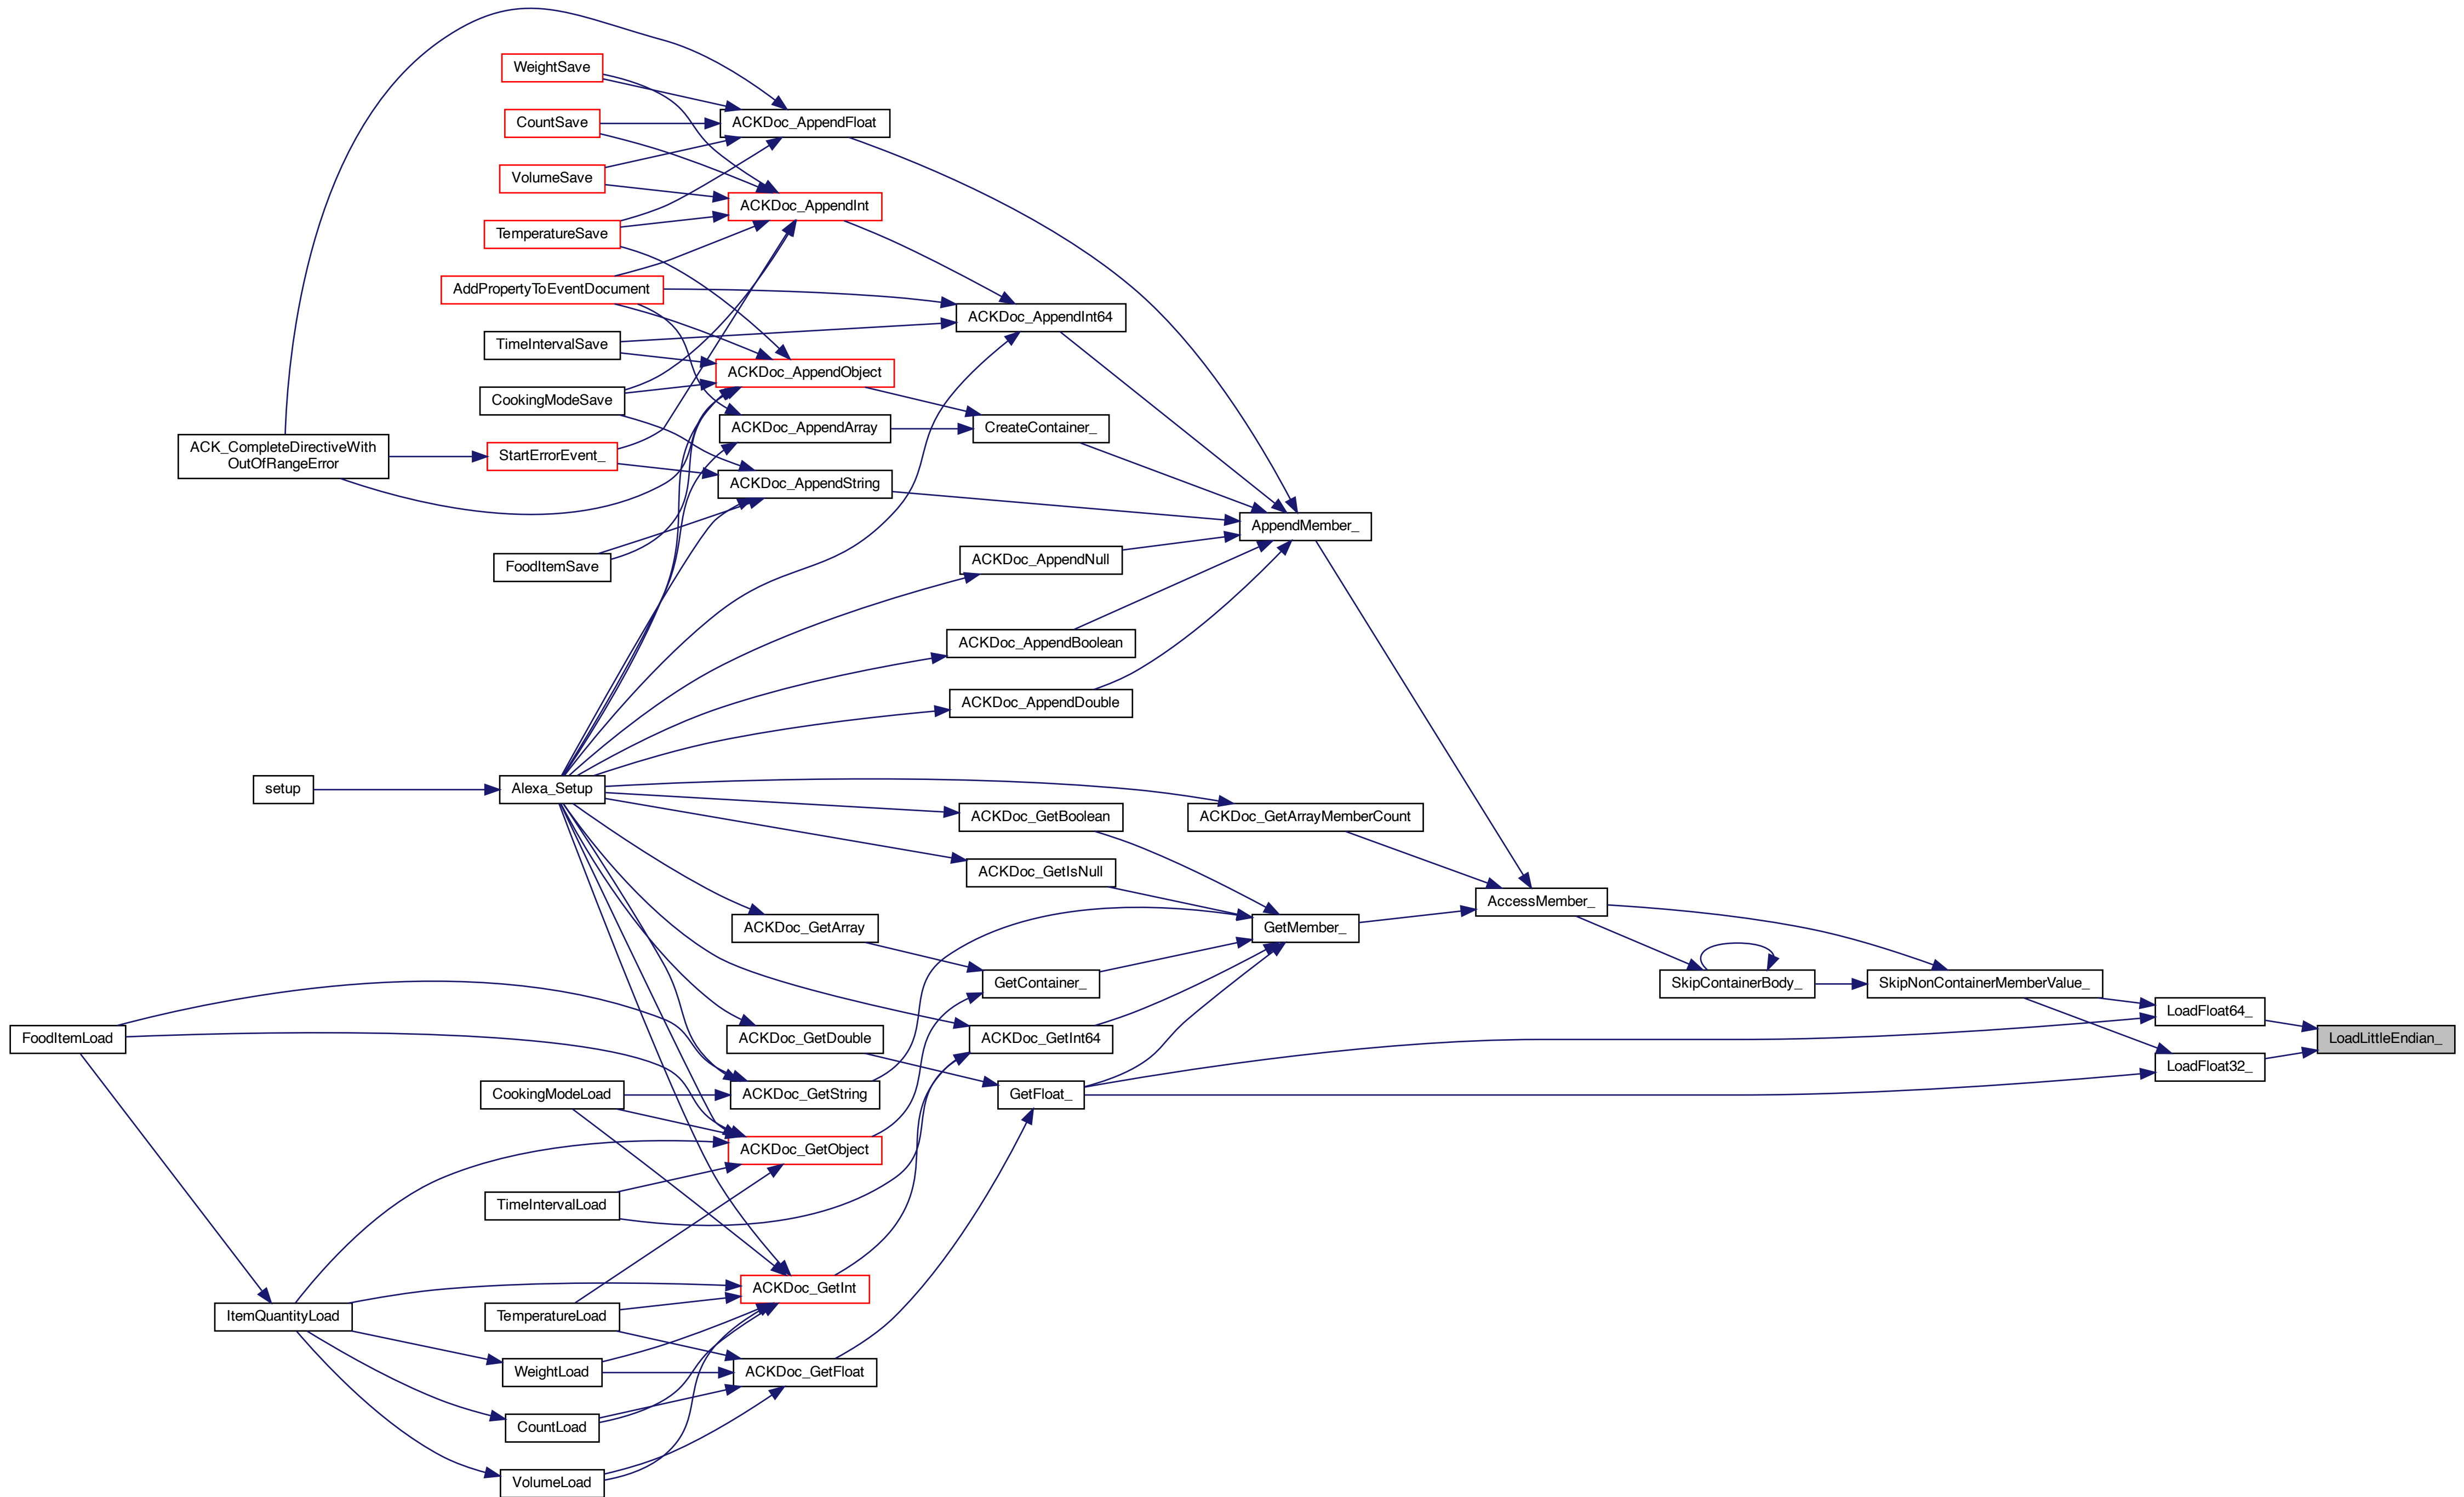 WeightSave
CountSave
ACKDoc_AppendFloat
VolumeSave
ACKDoc_AppendInt
TemperatureSave
AddPropertyToEventDocument
ACKDoc_AppendInt64
TimeIntervalSave
ACKDoc_AppendObject
CookingModeSave
ACKDoc_AppendArray
CreateContainer_
ACK_CompleteDirectiveWith
OutOfRangeError
StartErrorEvent_
ACKDoc_AppendString
AppendMember_
FoodItemSave
ACKDoc_AppendNull
ACKDoc_AppendBoolean
ACKDoc_AppendDouble
setup
Alexa_Setup
ACKDoc_GetBoolean
ACKDoc_GetArrayMemberCount
ACKDoc_GetIsNull
AccessMember_
ACKDoc_GetArray
GetMember_
GetContainer_
SkipContainerBody_
SkipNonContainerMemberValue_
LoadFloat64_
FoodItemLoad
ACKDoc_GetDouble
ACKDoc_GetInt64
LoadLittleEndian_
LoadFloat32_
CookingModeLoad
ACKDoc_GetString
GetFloat_
ACKDoc_GetObject
TimeIntervalLoad
ACKDoc_GetInt
ItemQuantityLoad
TemperatureLoad
WeightLoad
ACKDoc_GetFloat
CountLoad
VolumeLoad